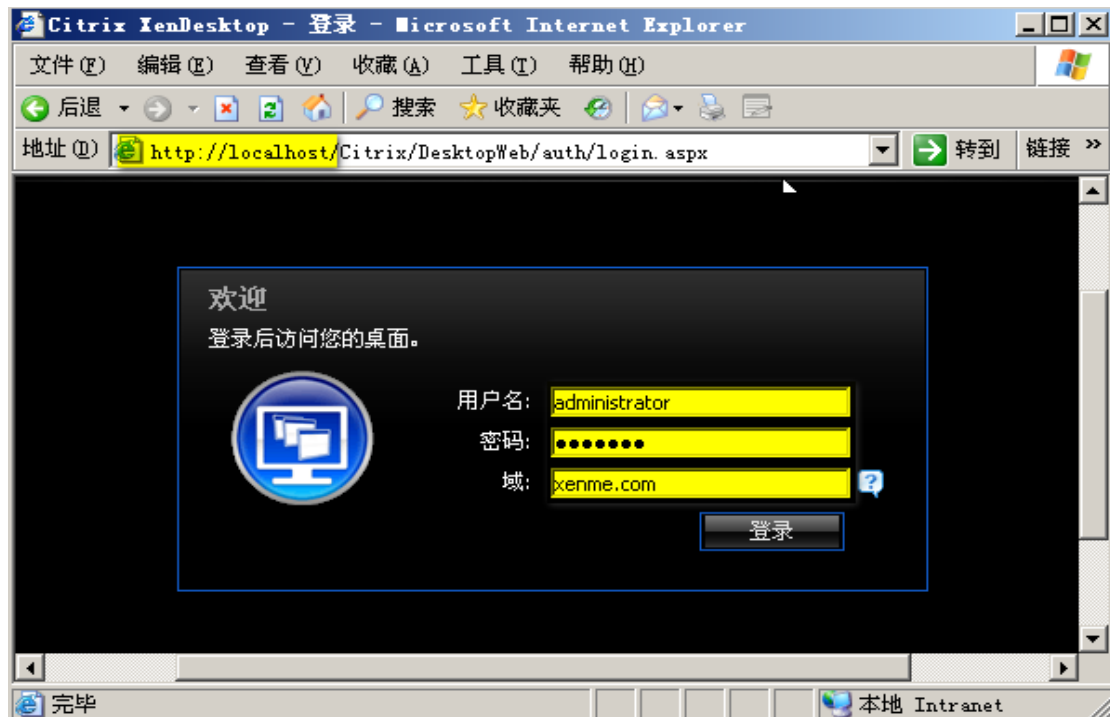 Citrix XenDesktop - 登录 - Microsoft Internet Explorer
文件(F) 编辑(E) 查看(V) 收藏(A) 工具(T) 帮助(H)
后退 搜索 收藏夹
地址(D) http://localhost/Citrix/DesktopWeb/auth/login.aspx 转到 链接 »
欢迎
登录后访问您的桌面。
用户名: administrator
密码: ●●●●●●●
域: xenme.com ?
登录
完毕 本地 Intranet